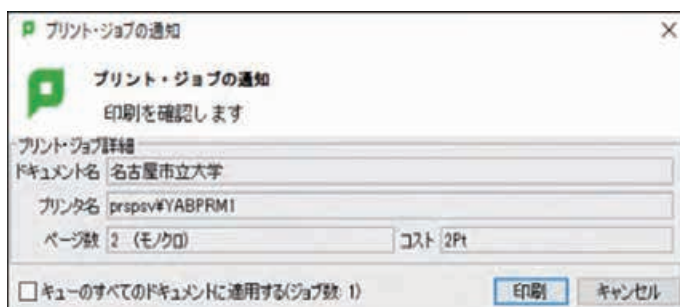 プリント・ジョブの通知
プリント・ジョブの通知
印刷を確認します
プリント・ジョブ詳細
ドキュメント名 名古屋市立大学
プリンタ名 prspsv¥YABPRM1
ページ数 2 (モノクロ) コスト 2Pt
キューのすべてのドキュメントに適用する(ジョブ数: 1) 印刷 キャンセル